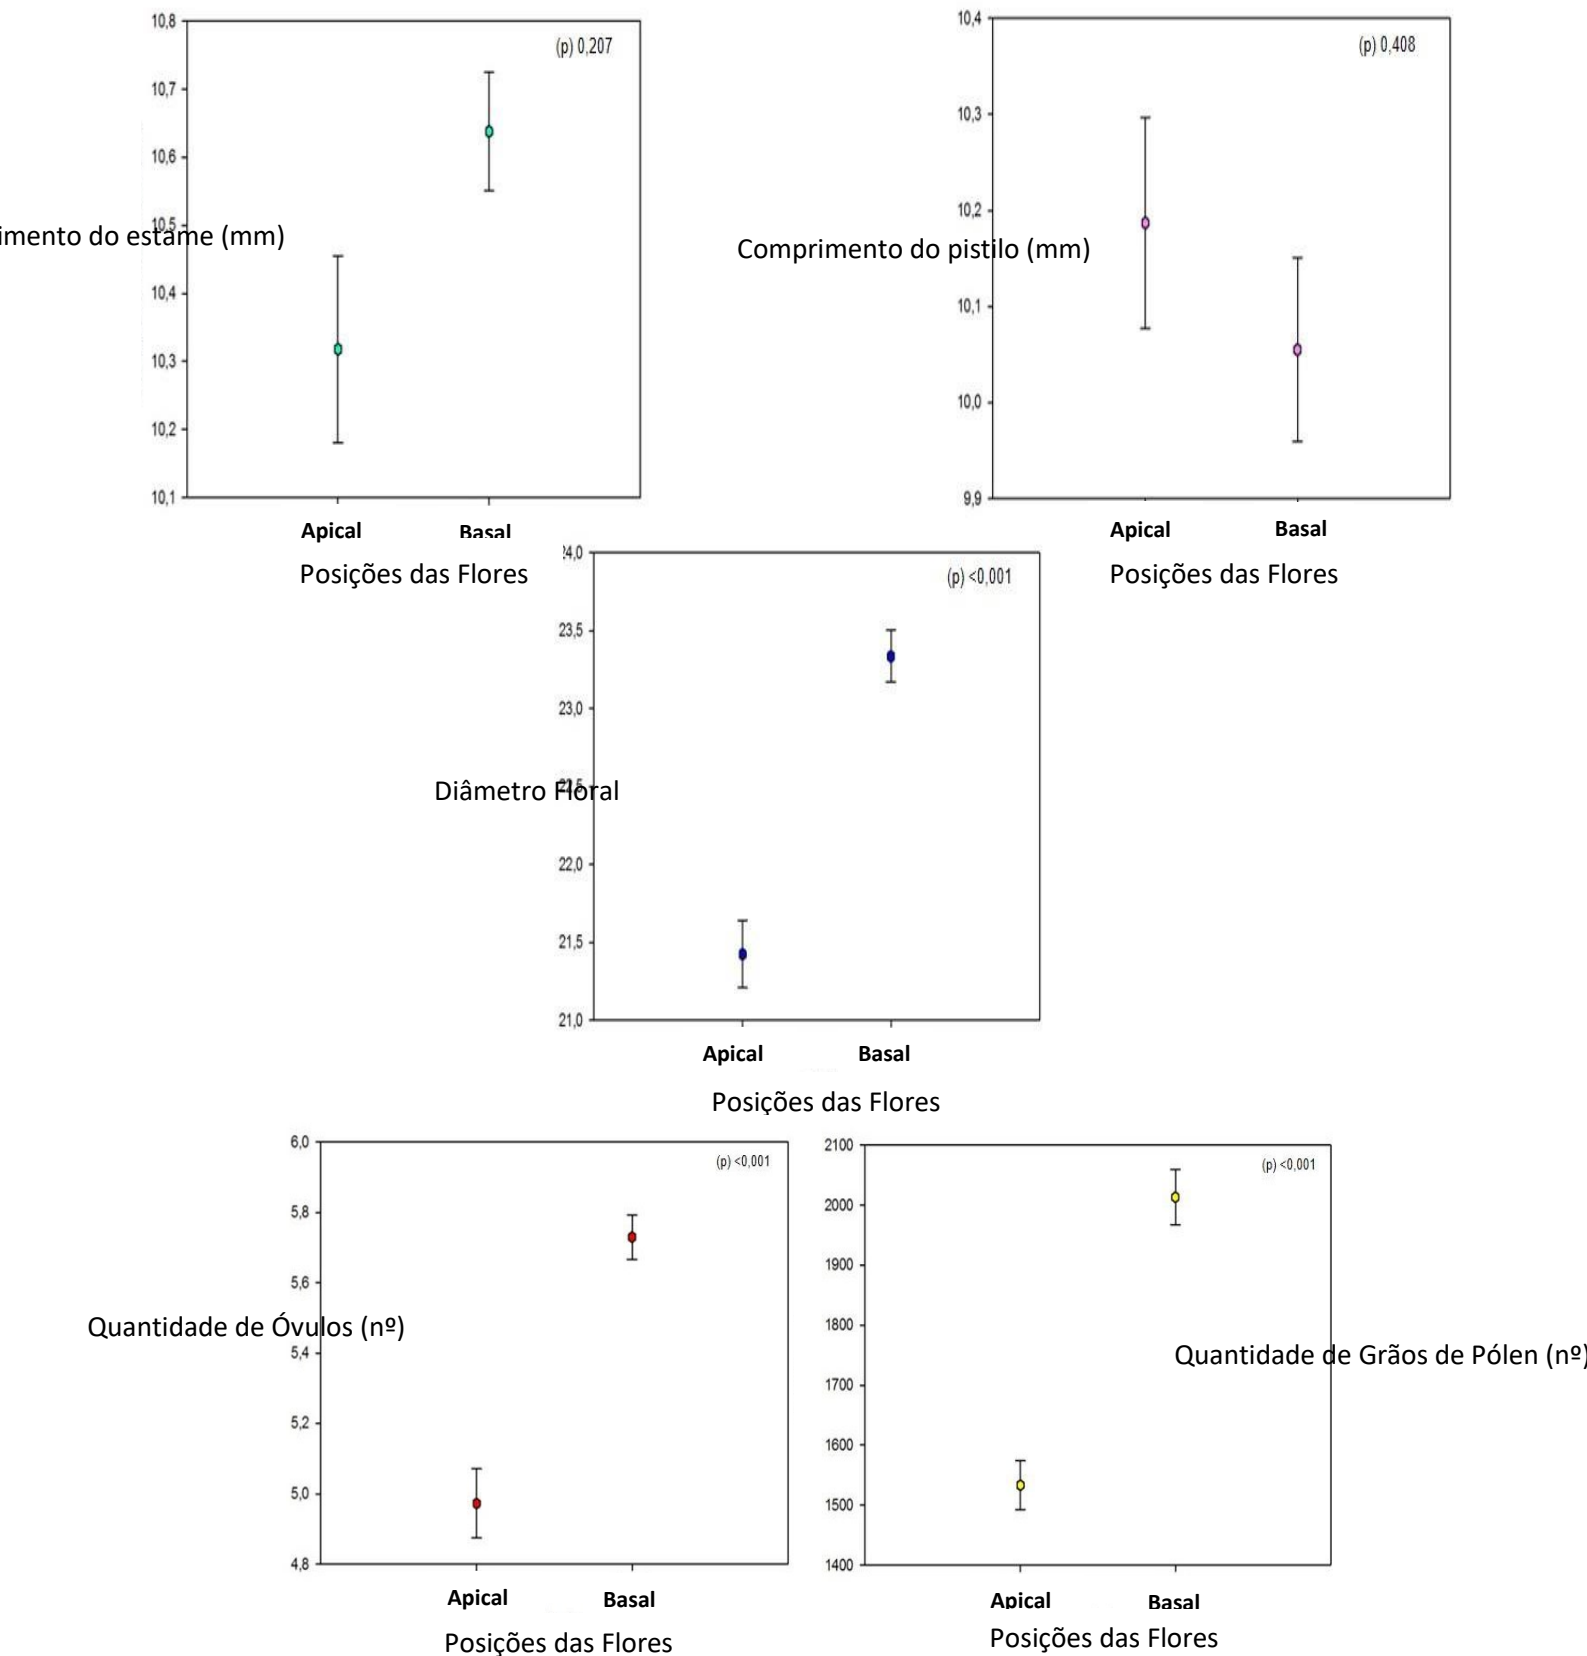 10,8
(p) 0,207
10,7
10,6
10,5
imento do estame (mm)
10,4
10,3
10,2
10,1
Apical Basal
Posições das Flores
10,4
(p) 0,408
10,3
10,2
Comprimento do pistilo (mm)
10,1
10,0
9,9
Apical Basal
Posições das Flores
24,0
(p) <0,001
23,5
23,0
22,5
Diâmetro Floral
22,0
21,5
21,0
Apical Basal
Posições das Flores
6,0
(p) <0,001
5,8
5,6
Quantidade de Óvulos (nº)
5,4
5,2
5,0
4,8
Apical Basal
Posições das Flores
2100
(p) <0,001
2000
1900
1800
Quantidade de Grãos de Pólen (nº)
1700
1600
1500
1400
Apical Basal
Posições das Flores